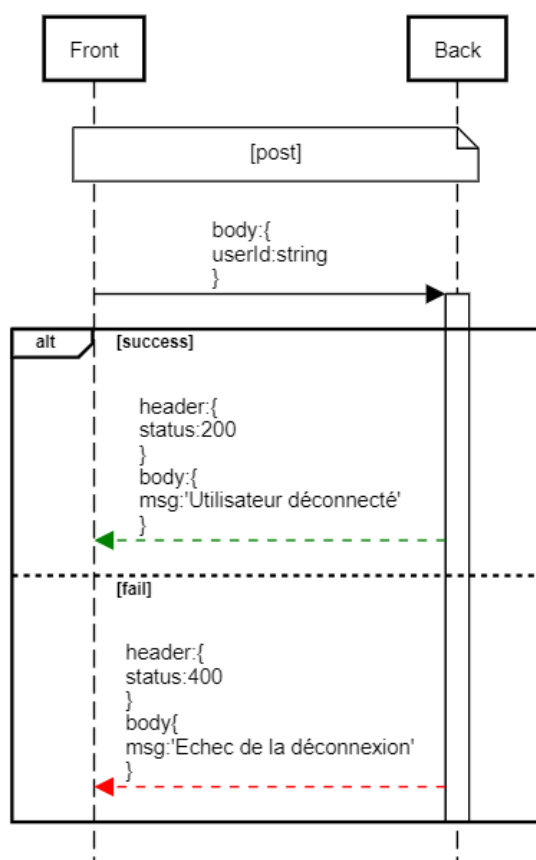 Front
Back
[post]
body:{
userId:string
}
alt
[success]
header:{
status:200
}
body:{
msg:'Utilisateur déconnecté'
}
[fail]
header:{
status:400
}
body{
msg:'Echec de la déconnexion'
}